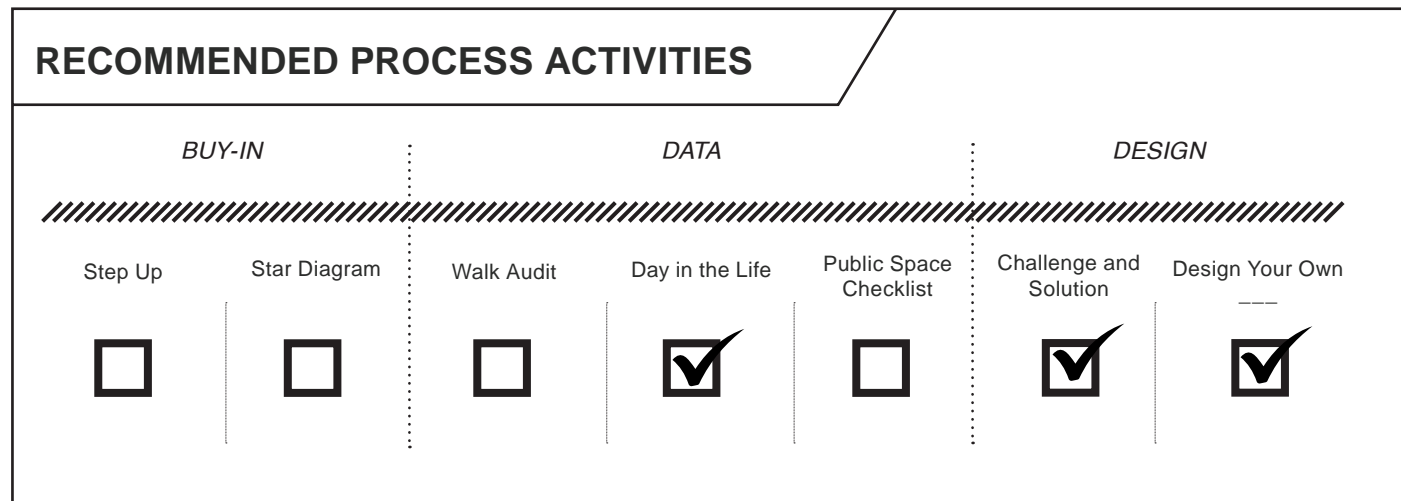 RECOMMENDED PROCESS ACTIVITIES
BUY-IN
DATA
DESIGN
Step Up
Star Diagram
Walk Audit
Day in the Life
Public Space
Checklist
Challenge and
Solution
Design Your Own
___